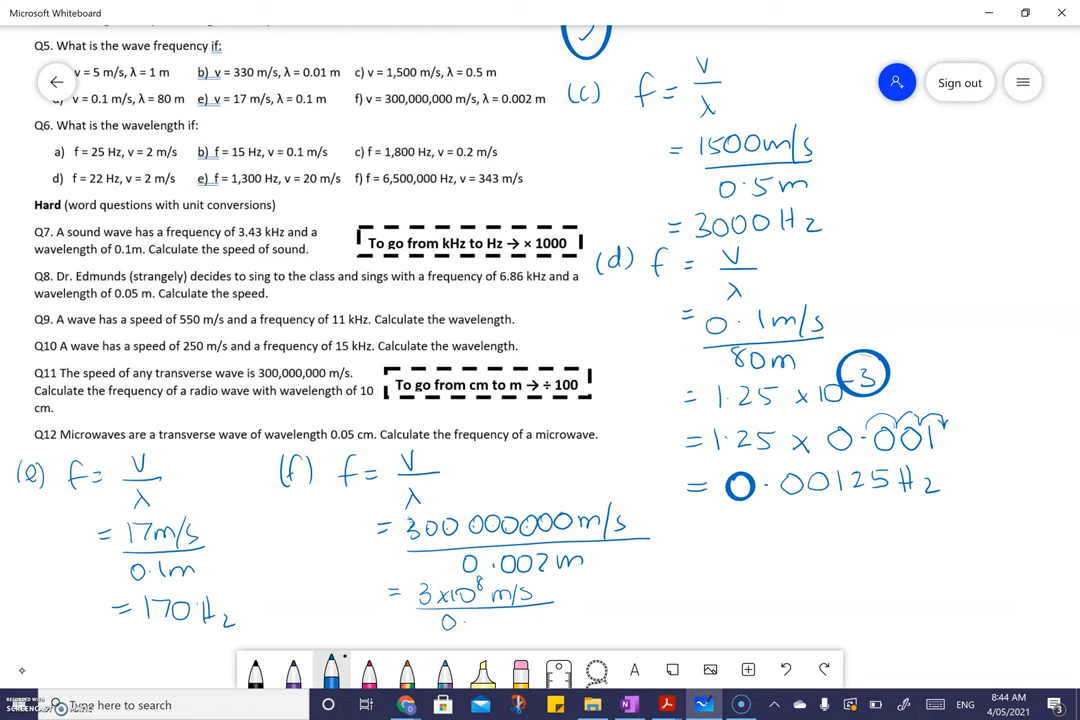 Microsoft Whiteboard
Q5. What is the wave frequency if:
v = 5 m/s, λ = 1 m b) v = 330 m/s, λ = 0.01 m c) v = 1,500 m/s, λ = 0.5 m
v = 0.1 m/s, λ = 80 m e) v = 17 m/s, λ = 0.1 m f) v = 300,000,000 m/s, λ = 0.002 m
Q6. What is the wavelength if:
a) f = 25 Hz, v = 2 m/s b) f = 15 Hz, v = 0.1 m/s c) f = 1,800 Hz, v = 0.2 m/s
d) f = 22 Hz, v = 2 m/s e) f = 1,300 Hz, v = 20 m/s f) f = 6,500,000 Hz, v = 343 m/s
Hard (word questions with unit conversions)
Q7. A sound wave has a frequency of 3.43 kHz and a
wavelength of 0.1m. Calculate the speed of sound.
To go from kHz to Hz → × 1000
Q8. Dr. Edmunds (strangely) decides to sing to the class and sings with a frequency of 6.86 kHz and a
wavelength of 0.05 m. Calculate the speed.
Q9. A wave has a speed of 550 m/s and a frequency of 11 kHz. Calculate the wavelength.
Q10 A wave has a speed of 250 m/s and a frequency of 15 kHz. Calculate the wavelength.
Q11 The speed of any transverse wave is 300,000,000 m/s.
Calculate the frequency of a radio wave with wavelength of 10
cm.
To go from cm to m → ÷ 100
Q12 Microwaves are a transverse wave of wavelength 0.05 cm. Calculate the frequency of a microwave.
Sign out
(c) f = v
λ
= 1500m/s
0.5m
= 3000Hz
(d) f = v
λ
= 0.1m/s
80m
= 1.25 ×10-3
= 1.25 × 0.001
= 0.00125Hz
(e) f = v
λ
= 17m/s
0.1m
= 170Hz
(f) f = v
λ
= 300 000000m/s
0.002m
= 3×10⁸ m/s
0.
Type here to search
ENG
8:44 AM
4/05/2021
3